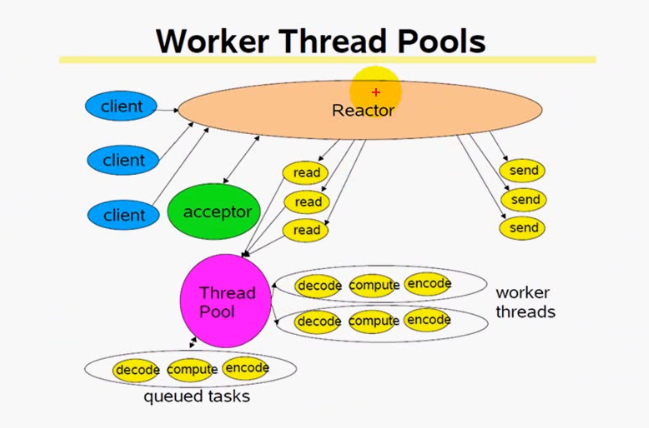 Worker Thread Pools
client
Reactor
client
client
acceptor
read
read
read
send
send
send
Thread
Pool
decode compute encode
decode compute encode
worker
threads
decode compute encode
queued tasks